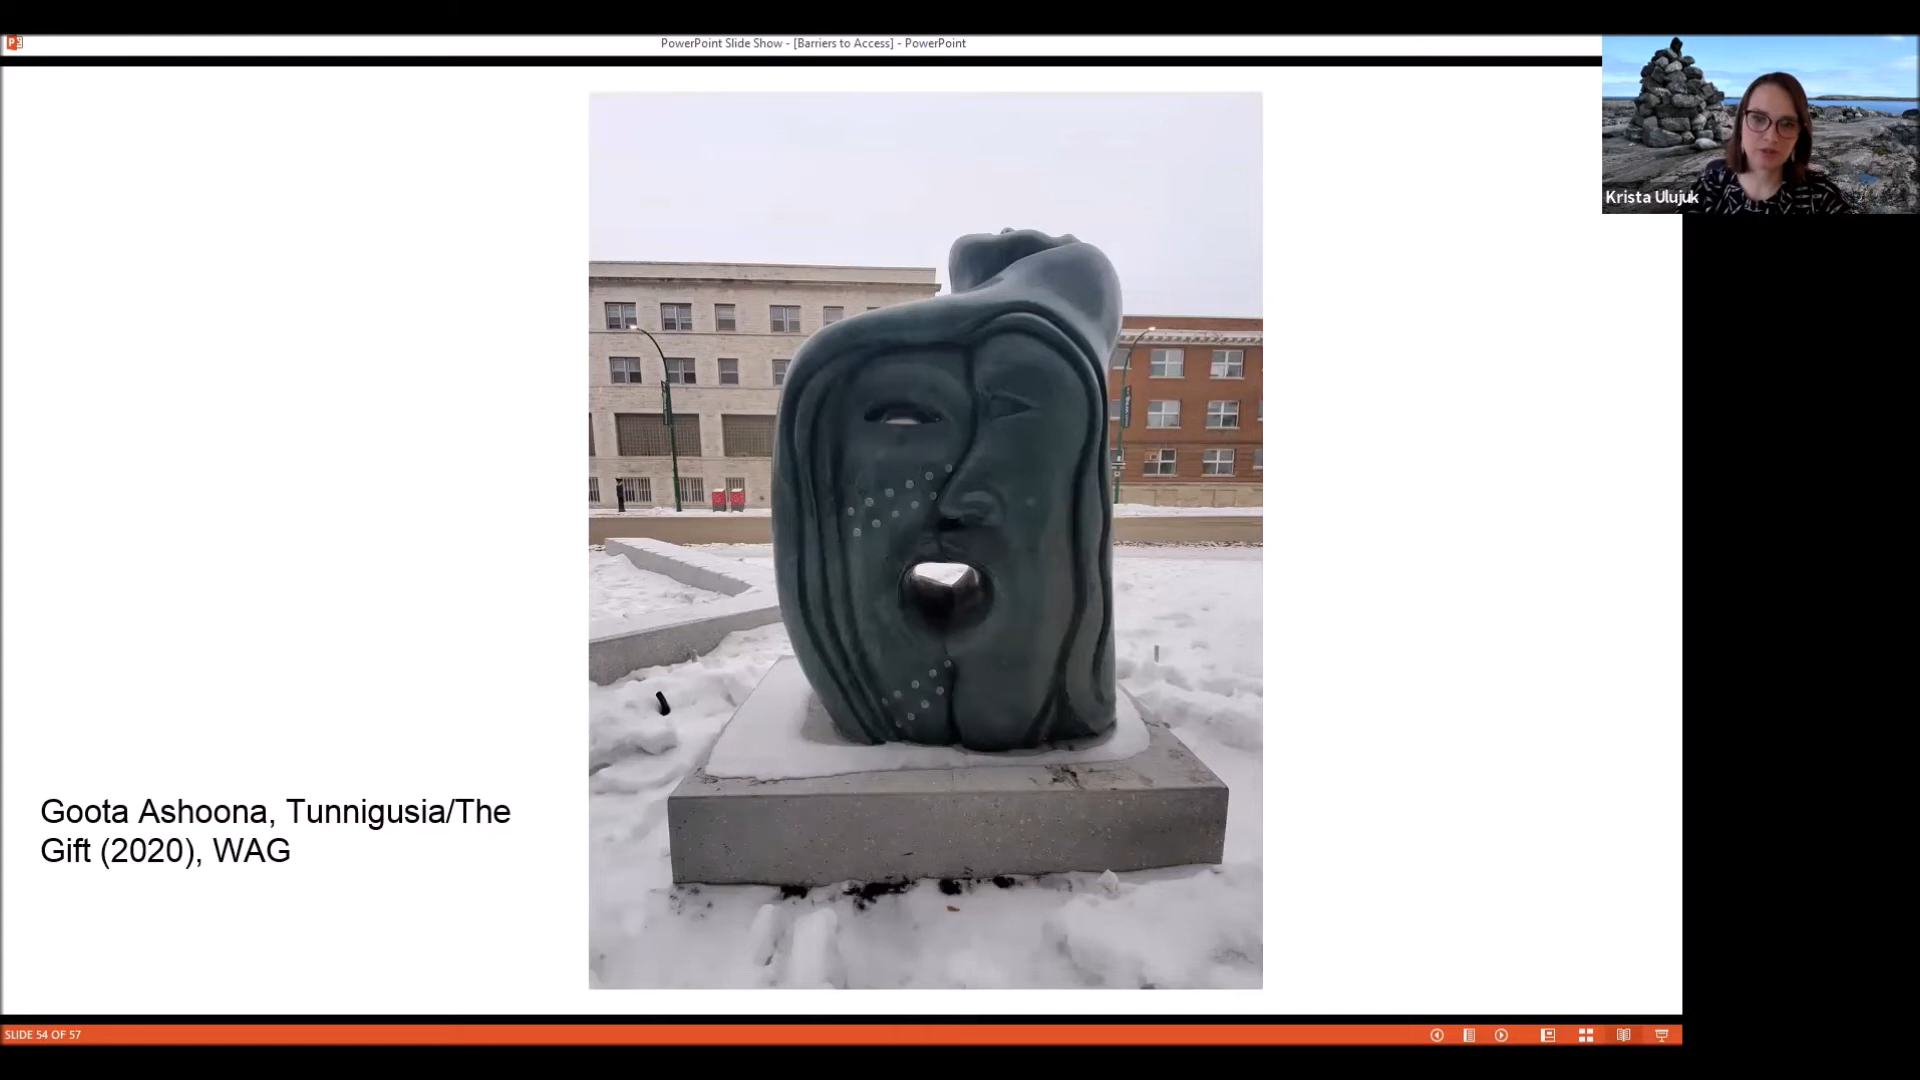 PowerPoint Slide Show - [Barriers to Access] - PowerPoint
Krista Ulujuk
Goota Ashoona, Tunnigusia/The
Gift (2020), WAG
SLIDE 54 OF 57